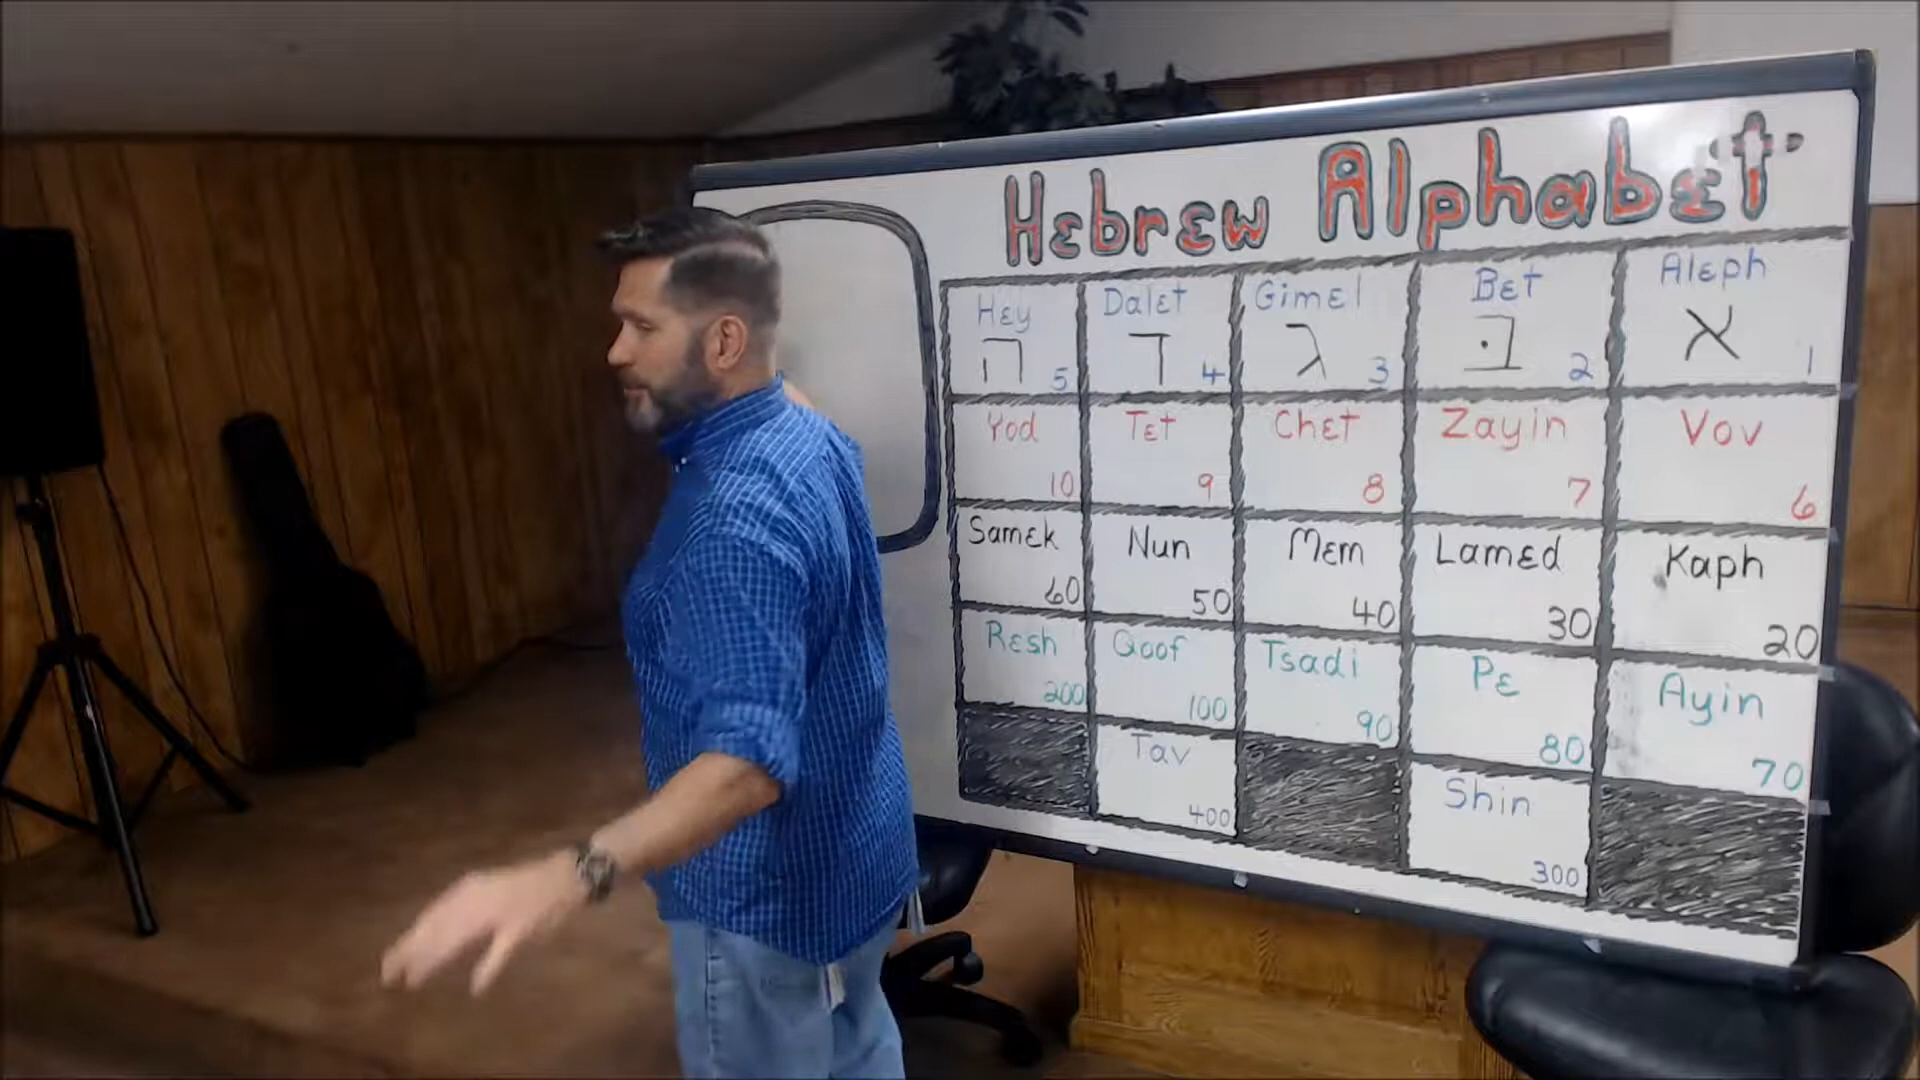 Hebrew Alphabet
Hey Dalet Gimel Bet Aleph
ה ד ג בּ א
5 4 3 2 1
Yod Tet Chet Zayin Vov
10 9 8 7 6
Samek Nun Mem Lamed Kaph
60 50 40 30 20
Resh Qoof Tsadi Pe Ayin
200 100 90 80 70
Tav Shin
400 300